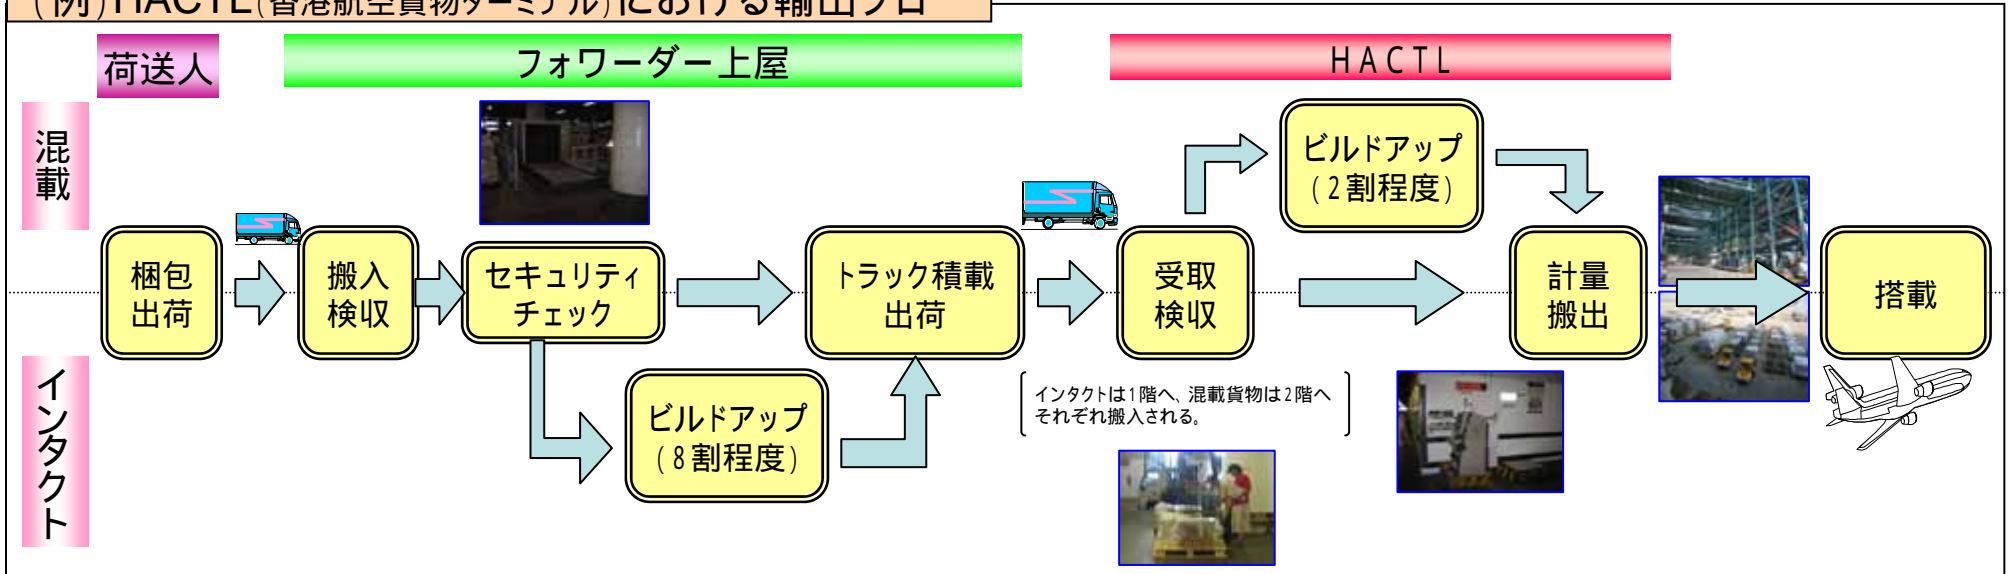 (例)HACTL(香港航空貨物ターミナル)における輸出フロー
荷送人
フォワーダー上屋
HACTL
混載
インタクト
梱包
出荷
搬入
検収
セキュリティ
チェック
ビルドアップ
(8割程度)
トラック積載
出荷
受取
検収
インタクトは1階へ、混載貨物は2階へ
それぞれ搬入される。
ビルドアップ
(2割程度)
計量
搬出
搭載